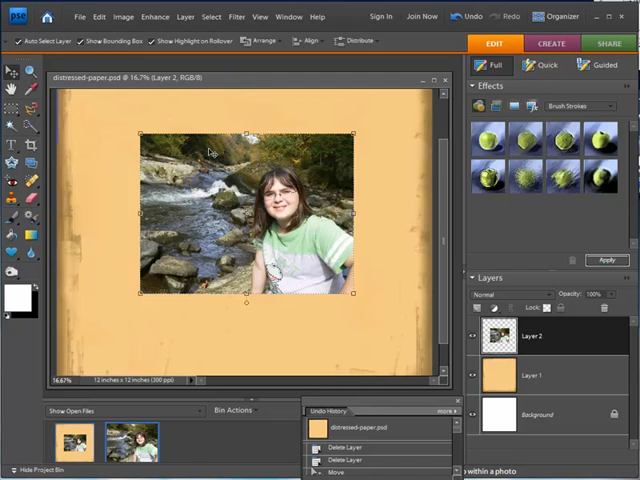 pse File Edit Image Enhance Layer Select Filter View Window Help Sign In Join Now Undo Redo Organizer
Auto Select Layer Show Bounding Box Show Highlight on Rollover Arrange Align Distribute
EDIT CREATE SHARE
Full Quick Guided
distressed-paper.psd @ 16.7% (Layer 2, RGB/8)
Effects
Brush Strokes
Apply
Layers
Normal Opacity: 100%
Lock:
Layer 2
Layer 1
Background
16.67% 12 inches x 12 inches (300 ppi)
Show Open Files Bin Actions
Undo History more
distressed-paper.psd
Delete Layer
Delete Layer
Move
Hide Project Bin
o within a photo